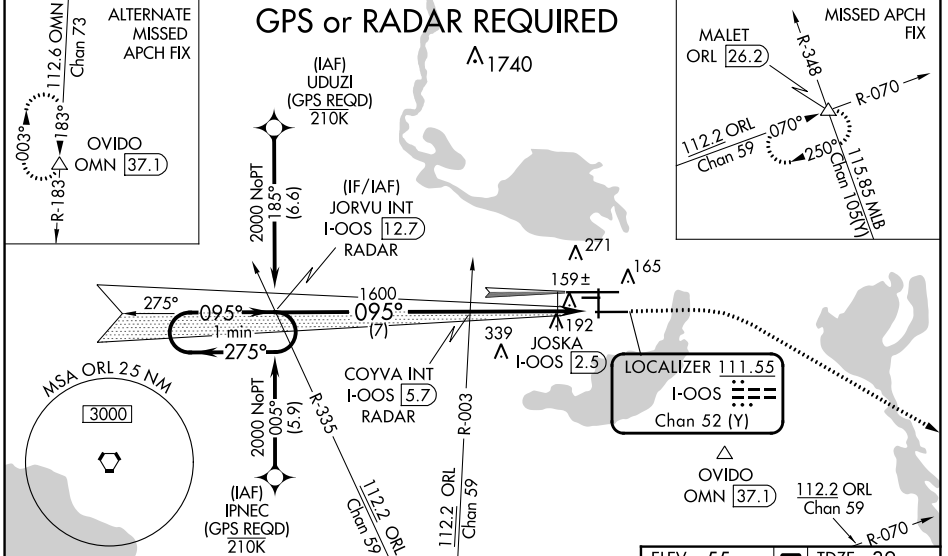 GPS or RADAR REQUIRED
ALTERNATE
MISSED
APCH FIX
112.6 OMN
Chan 73
003°
183°
R-183
OVIDO
OMN 37.1
1740
MISSED APCH
FIX
MALET
ORL 26.2
R-348
R-070
112.2 ORL
Chan 59
070°
250°
115.85 MLB
Chan 105(Y)
(IAF)
UDUZI
(GPS REQD)
210K
2000 NoPT
185°
(6.6)
(IF/IAF)
JORVU INT
I-OOS 12.7
RADAR
271
159±
165
275°
095°
1 min
275°
1600
095°
(7)
192
339
JOSKA
I-OOS 2.5
COYVA INT
I-OOS 5.7
RADAR
LOCALIZER 111.55
I-OOS
Chan 52 (Y)
MSA ORL 25 NM
3000
2000 NoPT
005°
(5.9)
R-335
R-003
(IAF)
IPNEC
(GPS REQD)
210K
112.2 ORL
Chan 59
112.2 ORL
Chan 59
OVIDO
OMN 37.1
112.2 ORL
Chan 59
R-070